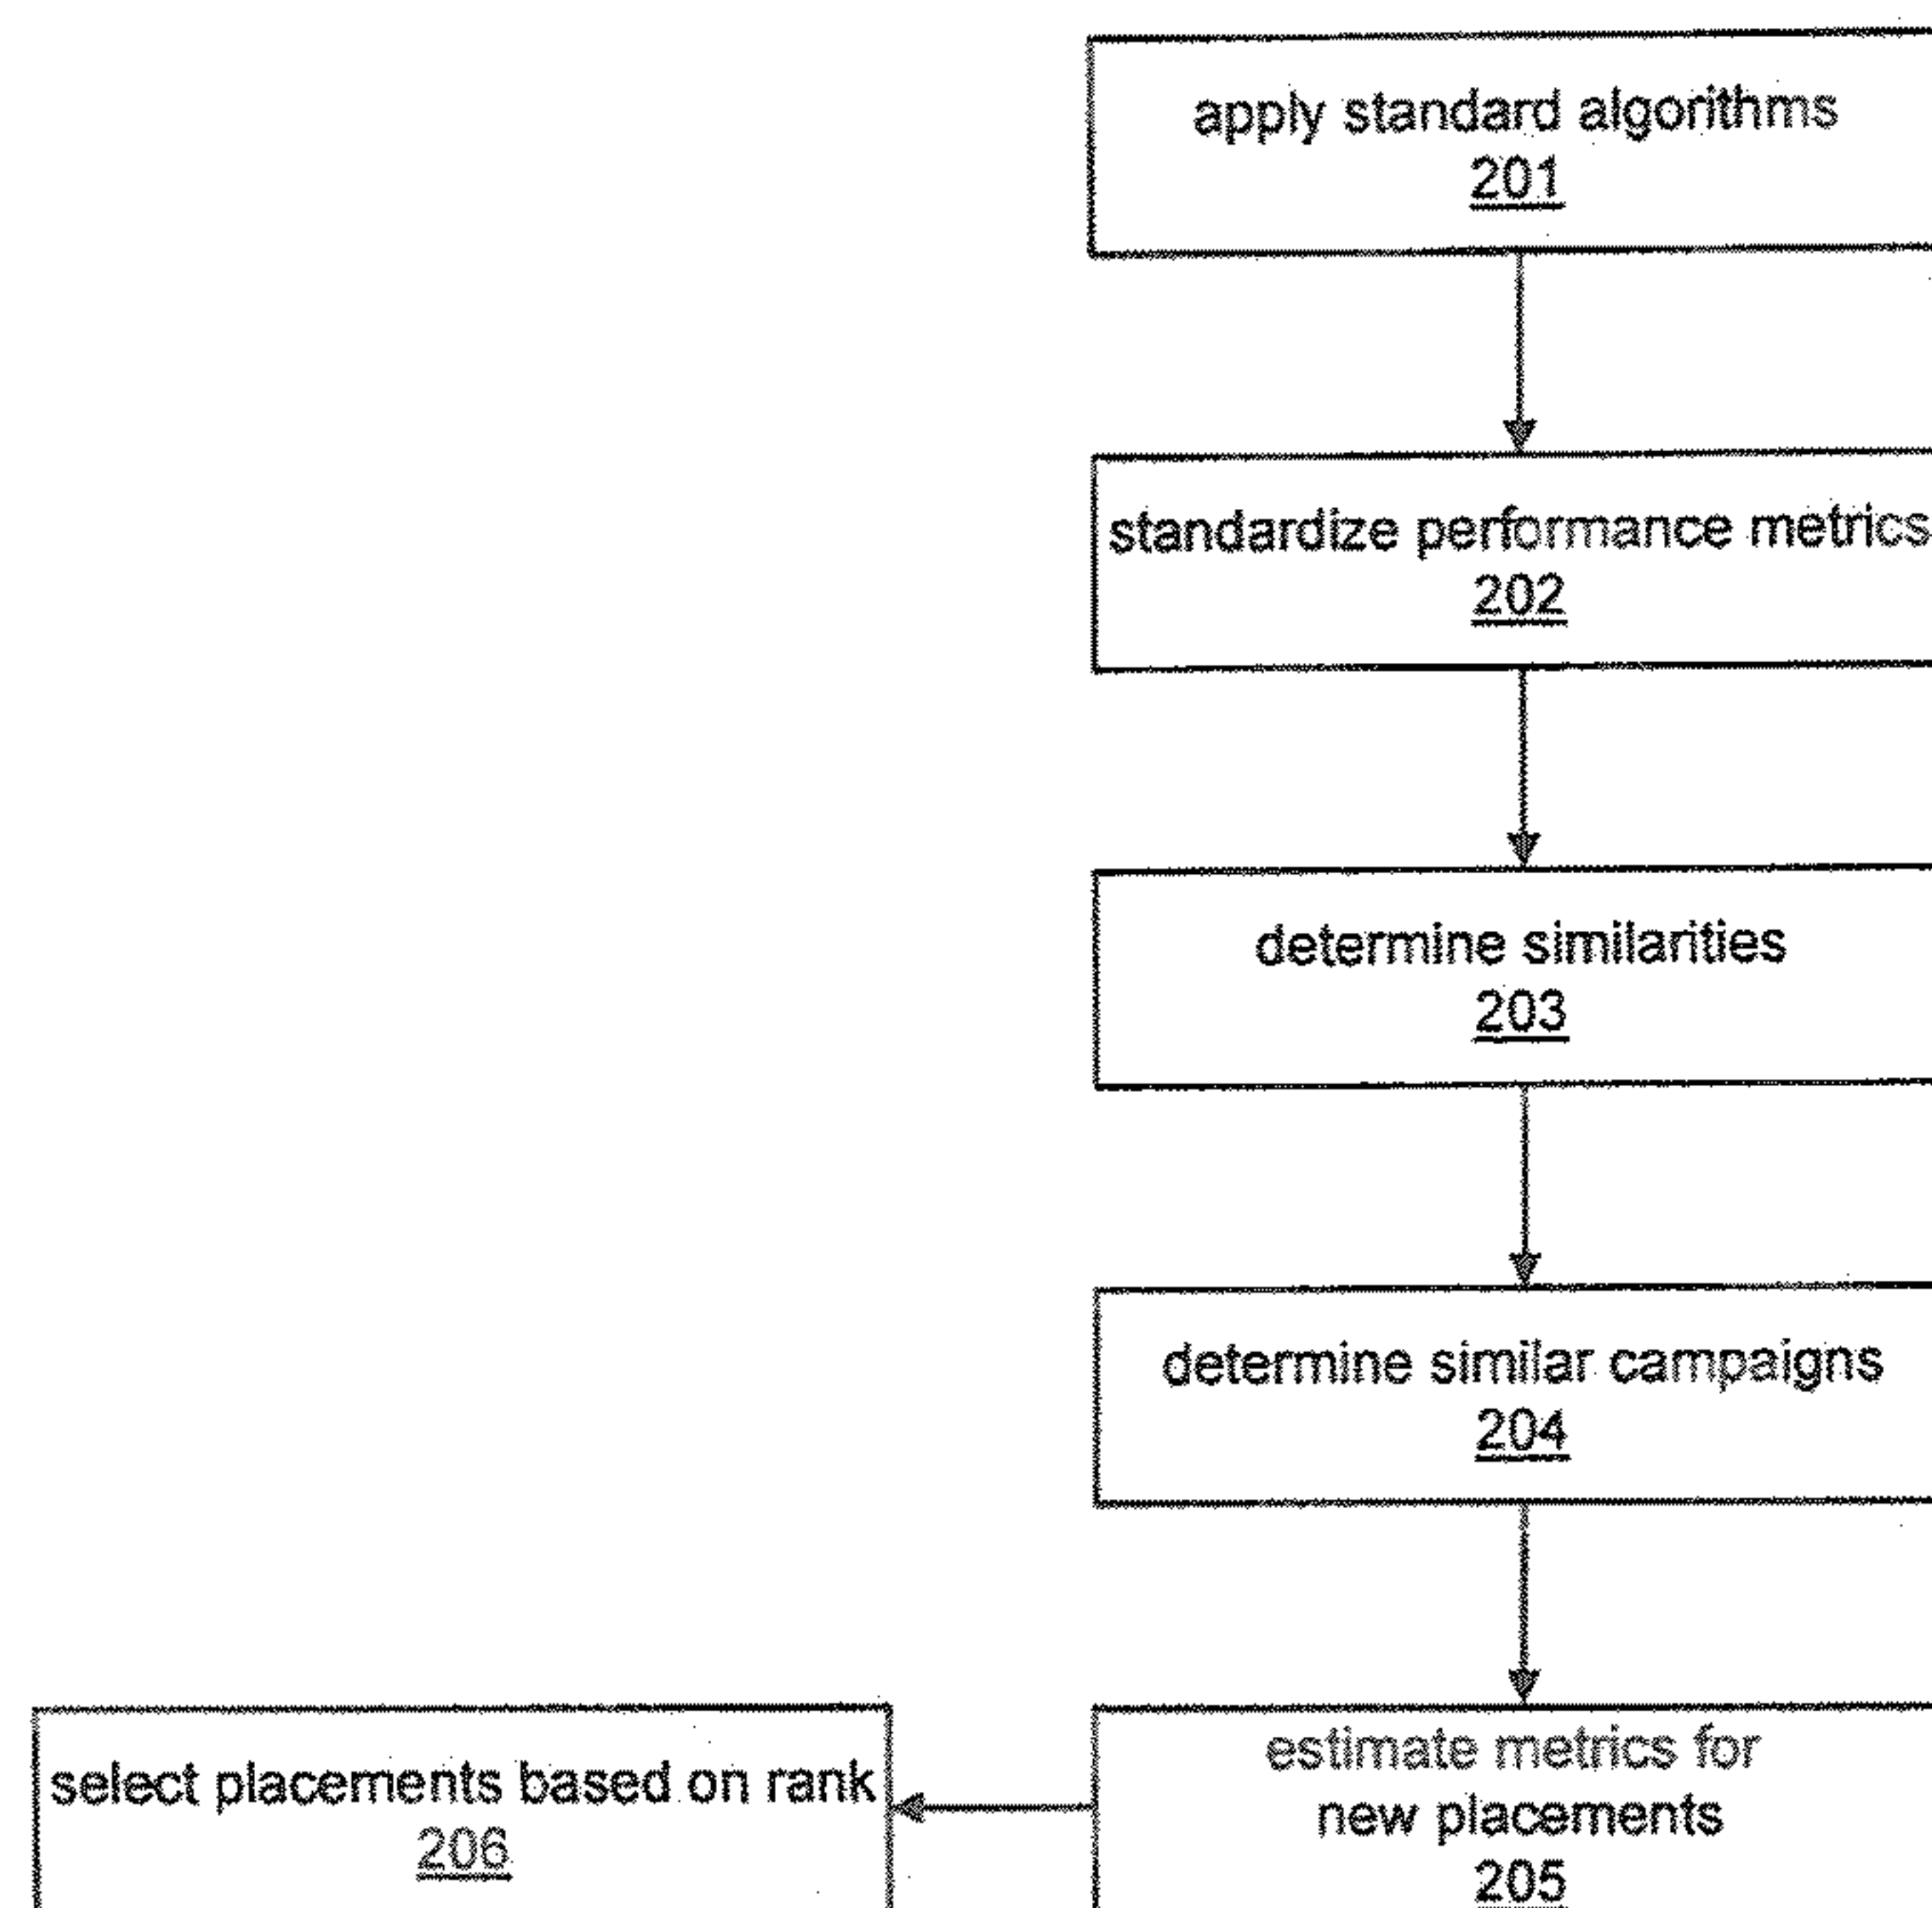 apply standard algorithms
201
standardize performance metrics
202
determine similarities
203
determine similar campaigns
204
estimate metrics for
new placements
205
select placements based on rank
206